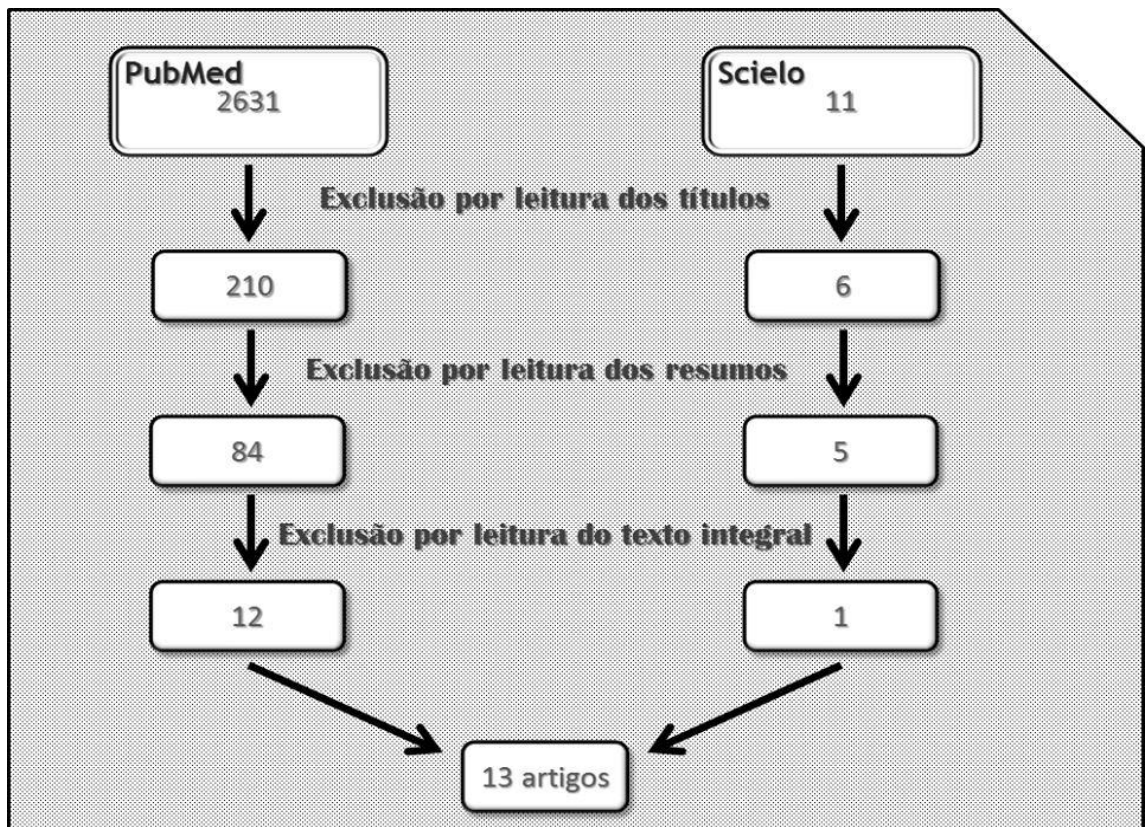 PubMed
2631
Scielo
11
Exclusão por leitura dos títulos
210
6
Exclusão por leitura dos resumos
84
5
Exclusão por leitura do texto integral
12
1
13 artigos